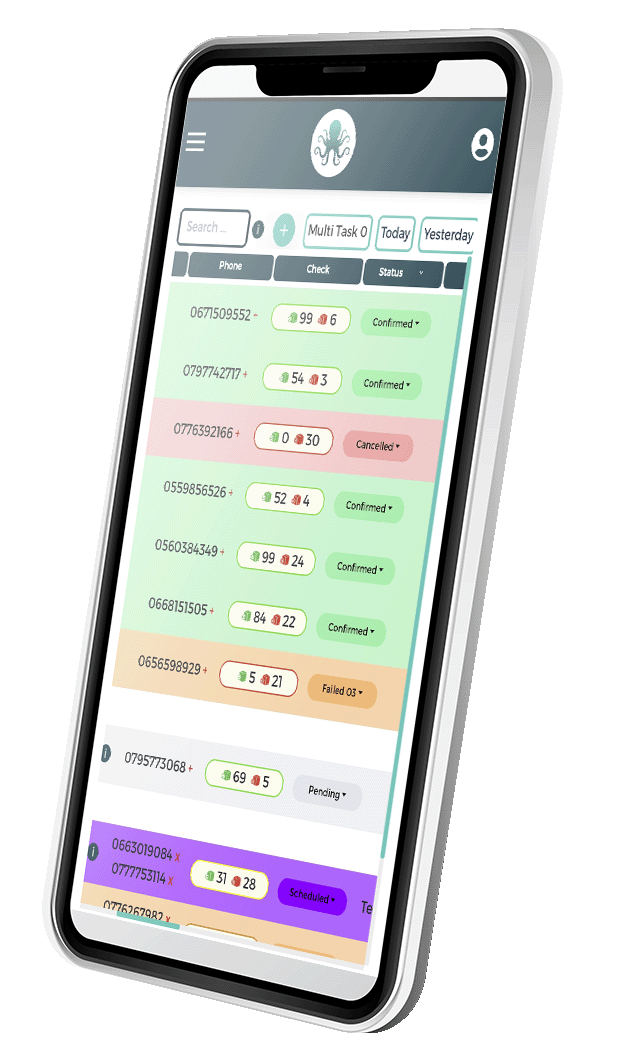 Search ... i + Multi Task 0 Today Yesterday
Phone Check Status
0671509552 - 99 6 Confirmed
0797742717 + 54 3 Confirmed
0776392166 + 0 30 Cancelled
0559856526 + 52 4 Confirmed
0560384349 + 99 24 Confirmed
0668151505 + 84 22 Confirmed
0656598929 + 5 21 Failed 03
i 0795773068 + 69 5 Pending
0663019084 x
i 0777753114 x 31 28 Scheduled Te
0776267982 x